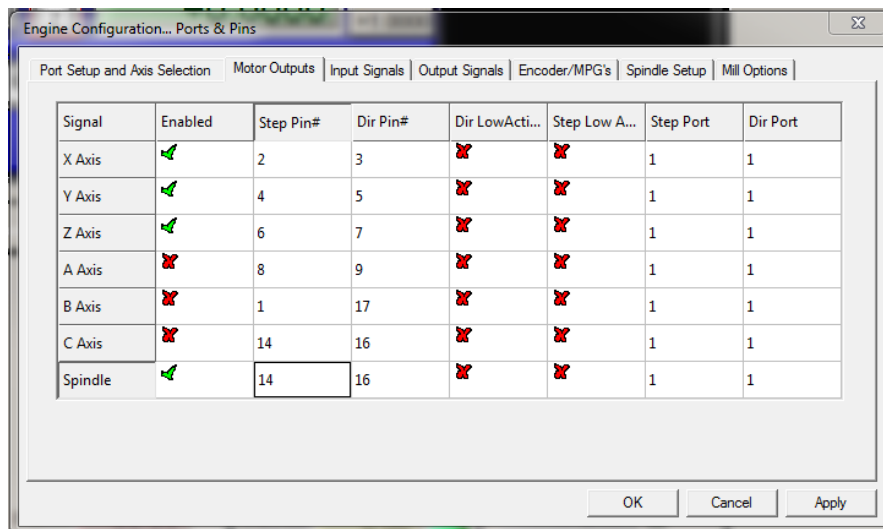 Engine Configuration... Ports & Pins
Port Setup and Axis Selection Motor Outputs Input Signals Output Signals Encoder/MPG's Spindle Setup Mill Options
Signal Enabled Step Pin# Dir Pin# Dir LowActi... Step Low A... Step Port Dir Port
X Axis 2 3 1 1
Y Axis 4 5 1 1
Z Axis 6 7 1 1
A Axis 8 9 1 1
B Axis 1 17 1 1
C Axis 14 16 1 1
Spindle 14 16 1 1
OK Cancel Apply